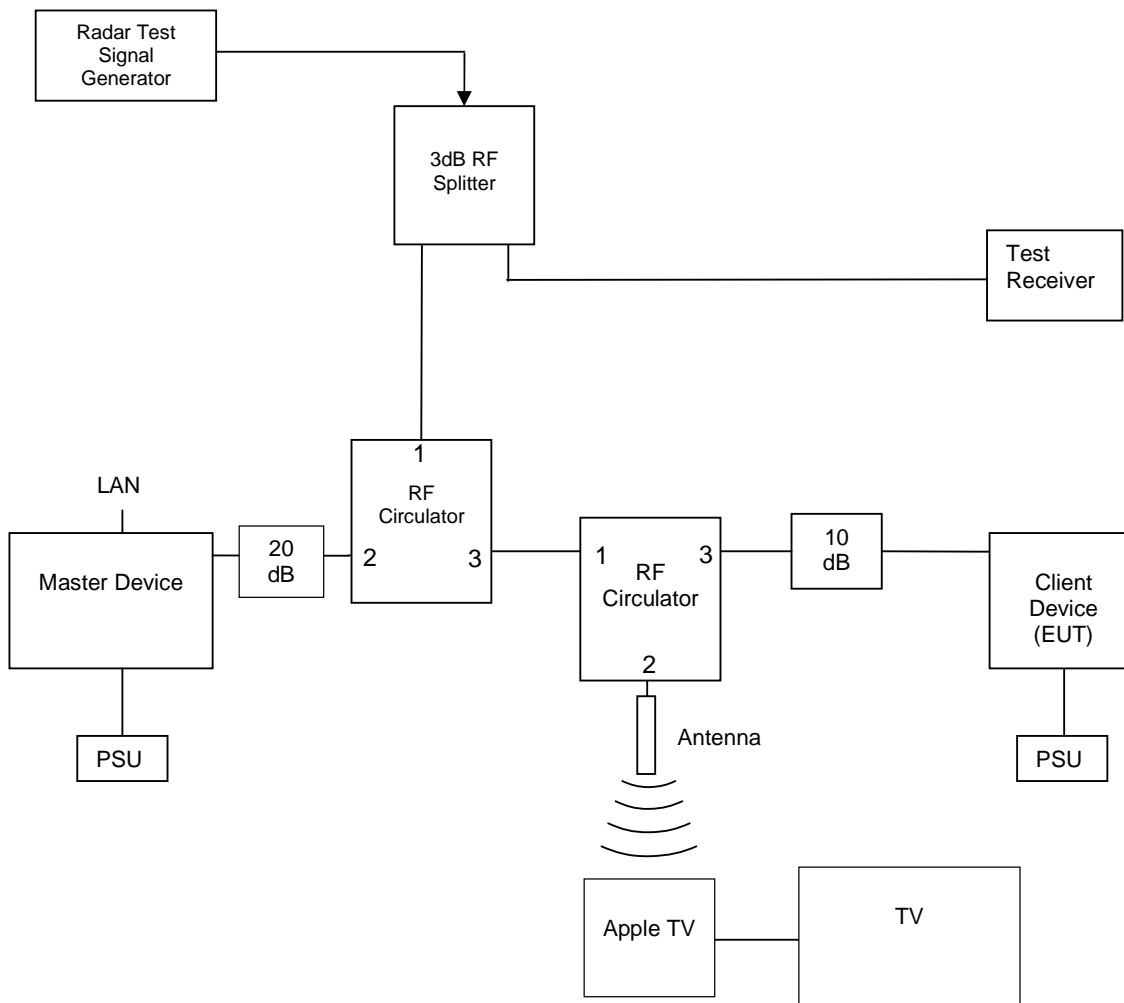 Radar Test
Signal
Generator
3dB RF
Splitter
Test
Receiver
LAN
Master Device
20
dB
1
RF
Circulator
2
3
1
3
RF
Circulator
2
10
dB
Client
Device
(EUT)
PSU
Antenna
PSU
Apple TV
TV